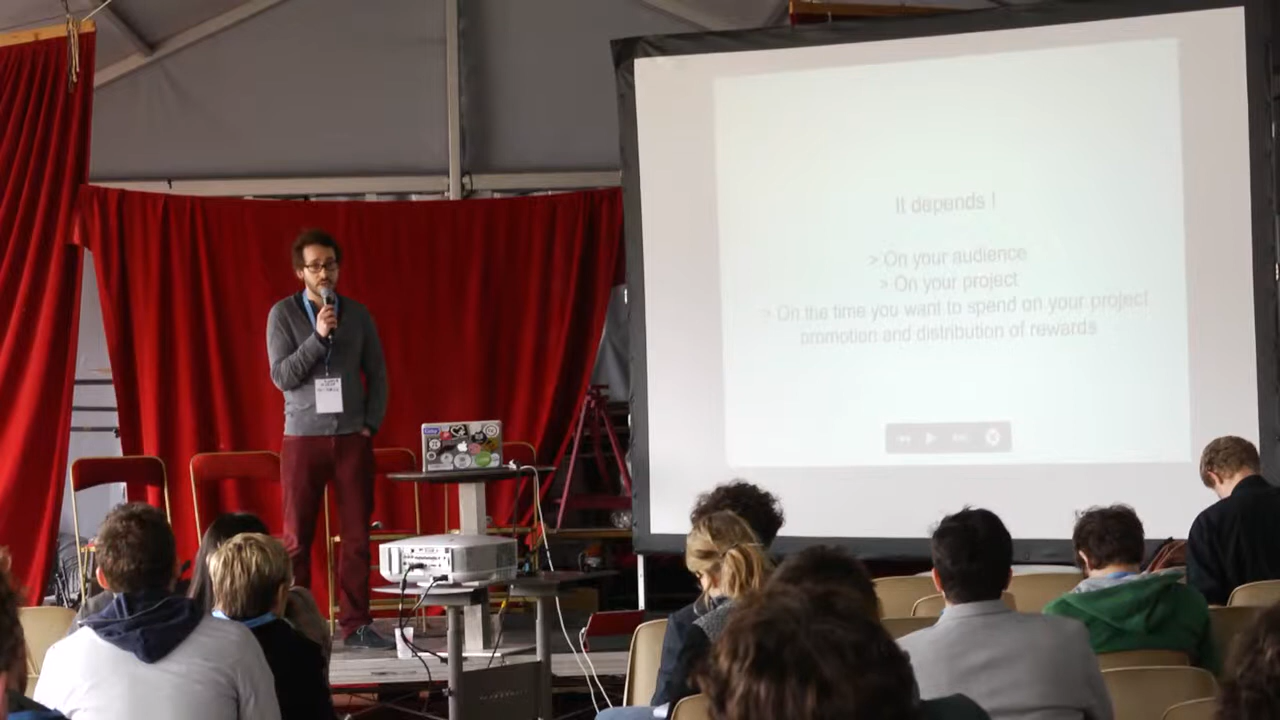 It depends !
> On your audience
> On your project
> On the time you want to spend on your project
promotion and distribution of rewards